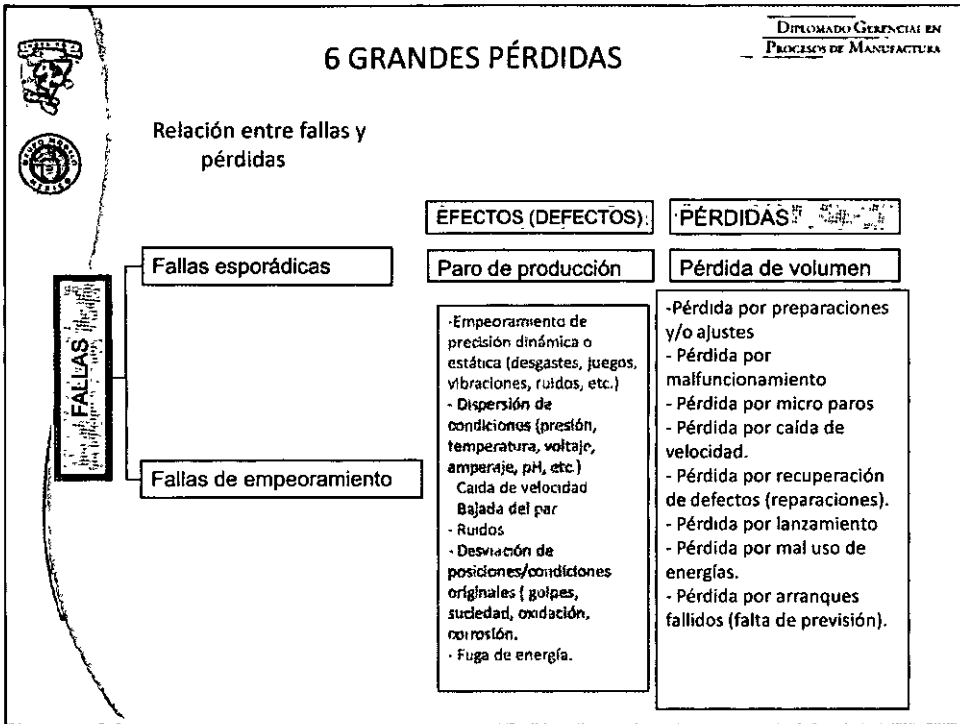 DIPLOMADO GERENCIAL EN
PROCESOS DE MANUFACTURA
6 GRANDES PÉRDIDAS
GRUPO MODELO
MEXICO
Relación entre fallas y
pérdidas
EFECTOS (DEFECTOS)
PÉRDIDAS
FALLAS
Fallas esporádicas
Paro de producción
Pérdida de volumen
Fallas de empeoramiento
-Empeoramiento de
precisión dinámica o
estática (desgastes, juegos,
vibraciones, ruidos, etc.)
- Dispersión de
condiciones (presión,
temperatura, voltaje,
amperaje, pH, etc.)
Caída de velocidad
Bajada del par
- Ruidos
- Desviación de
posiciones/condiciones
originales ( golpes,
suciedad, oxidación,
corrosión.
- Fuga de energía.
-Pérdida por preparaciones
y/o ajustes
- Pérdida por
malfuncionamiento
- Pérdida por micro paros
- Pérdida por caída de
velocidad.
- Pérdida por recuperación
de defectos (reparaciones).
- Pérdida por lanzamiento
- Pérdida por mal uso de
energías.
- Pérdida por arranques
fallidos (falta de previsión).